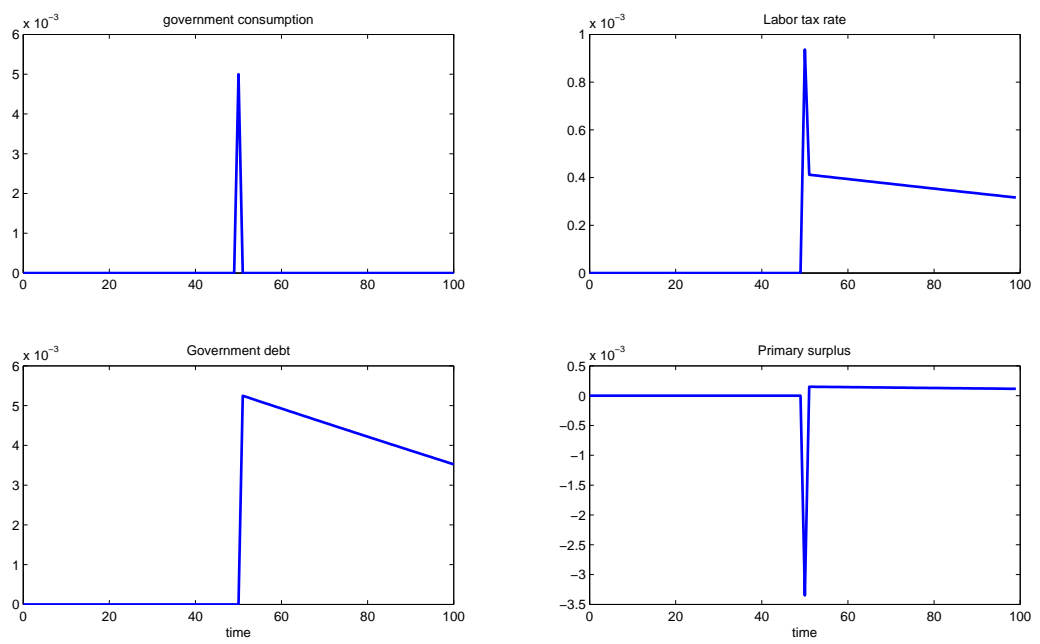 government consumption
x 10−3
6
5
4
3
2
1
0
0 20 40 60 80 100
Labor tax rate
x 10−3
1
0.8
0.6
0.4
0.2
0
0 20 40 60 80 100
Government debt
x 10−3
6
5
4
3
2
1
0
0 20 40 60 80 100
time
Primary surplus
x 10−3
0.5
0
−0.5
−1
−1.5
−2
−2.5
−3
−3.5
0 20 40 60 80 100
time